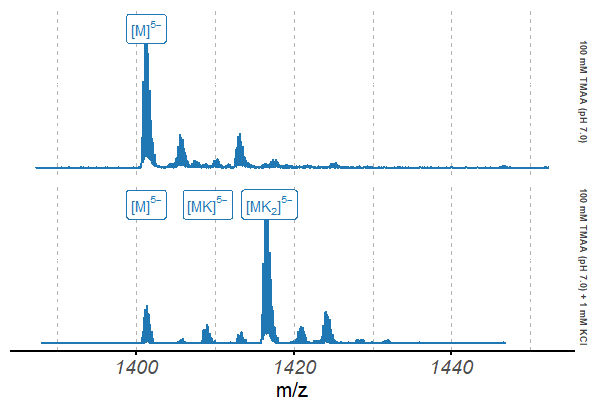 [M]⁵⁻
100 mM TMAA (pH 7.0)
[M]⁵⁻ [MK]⁵⁻ [MK₂]⁵⁻
100 mM TMAA (pH 7.0) + 1 mM KCl
1400 1420 1440
m/z